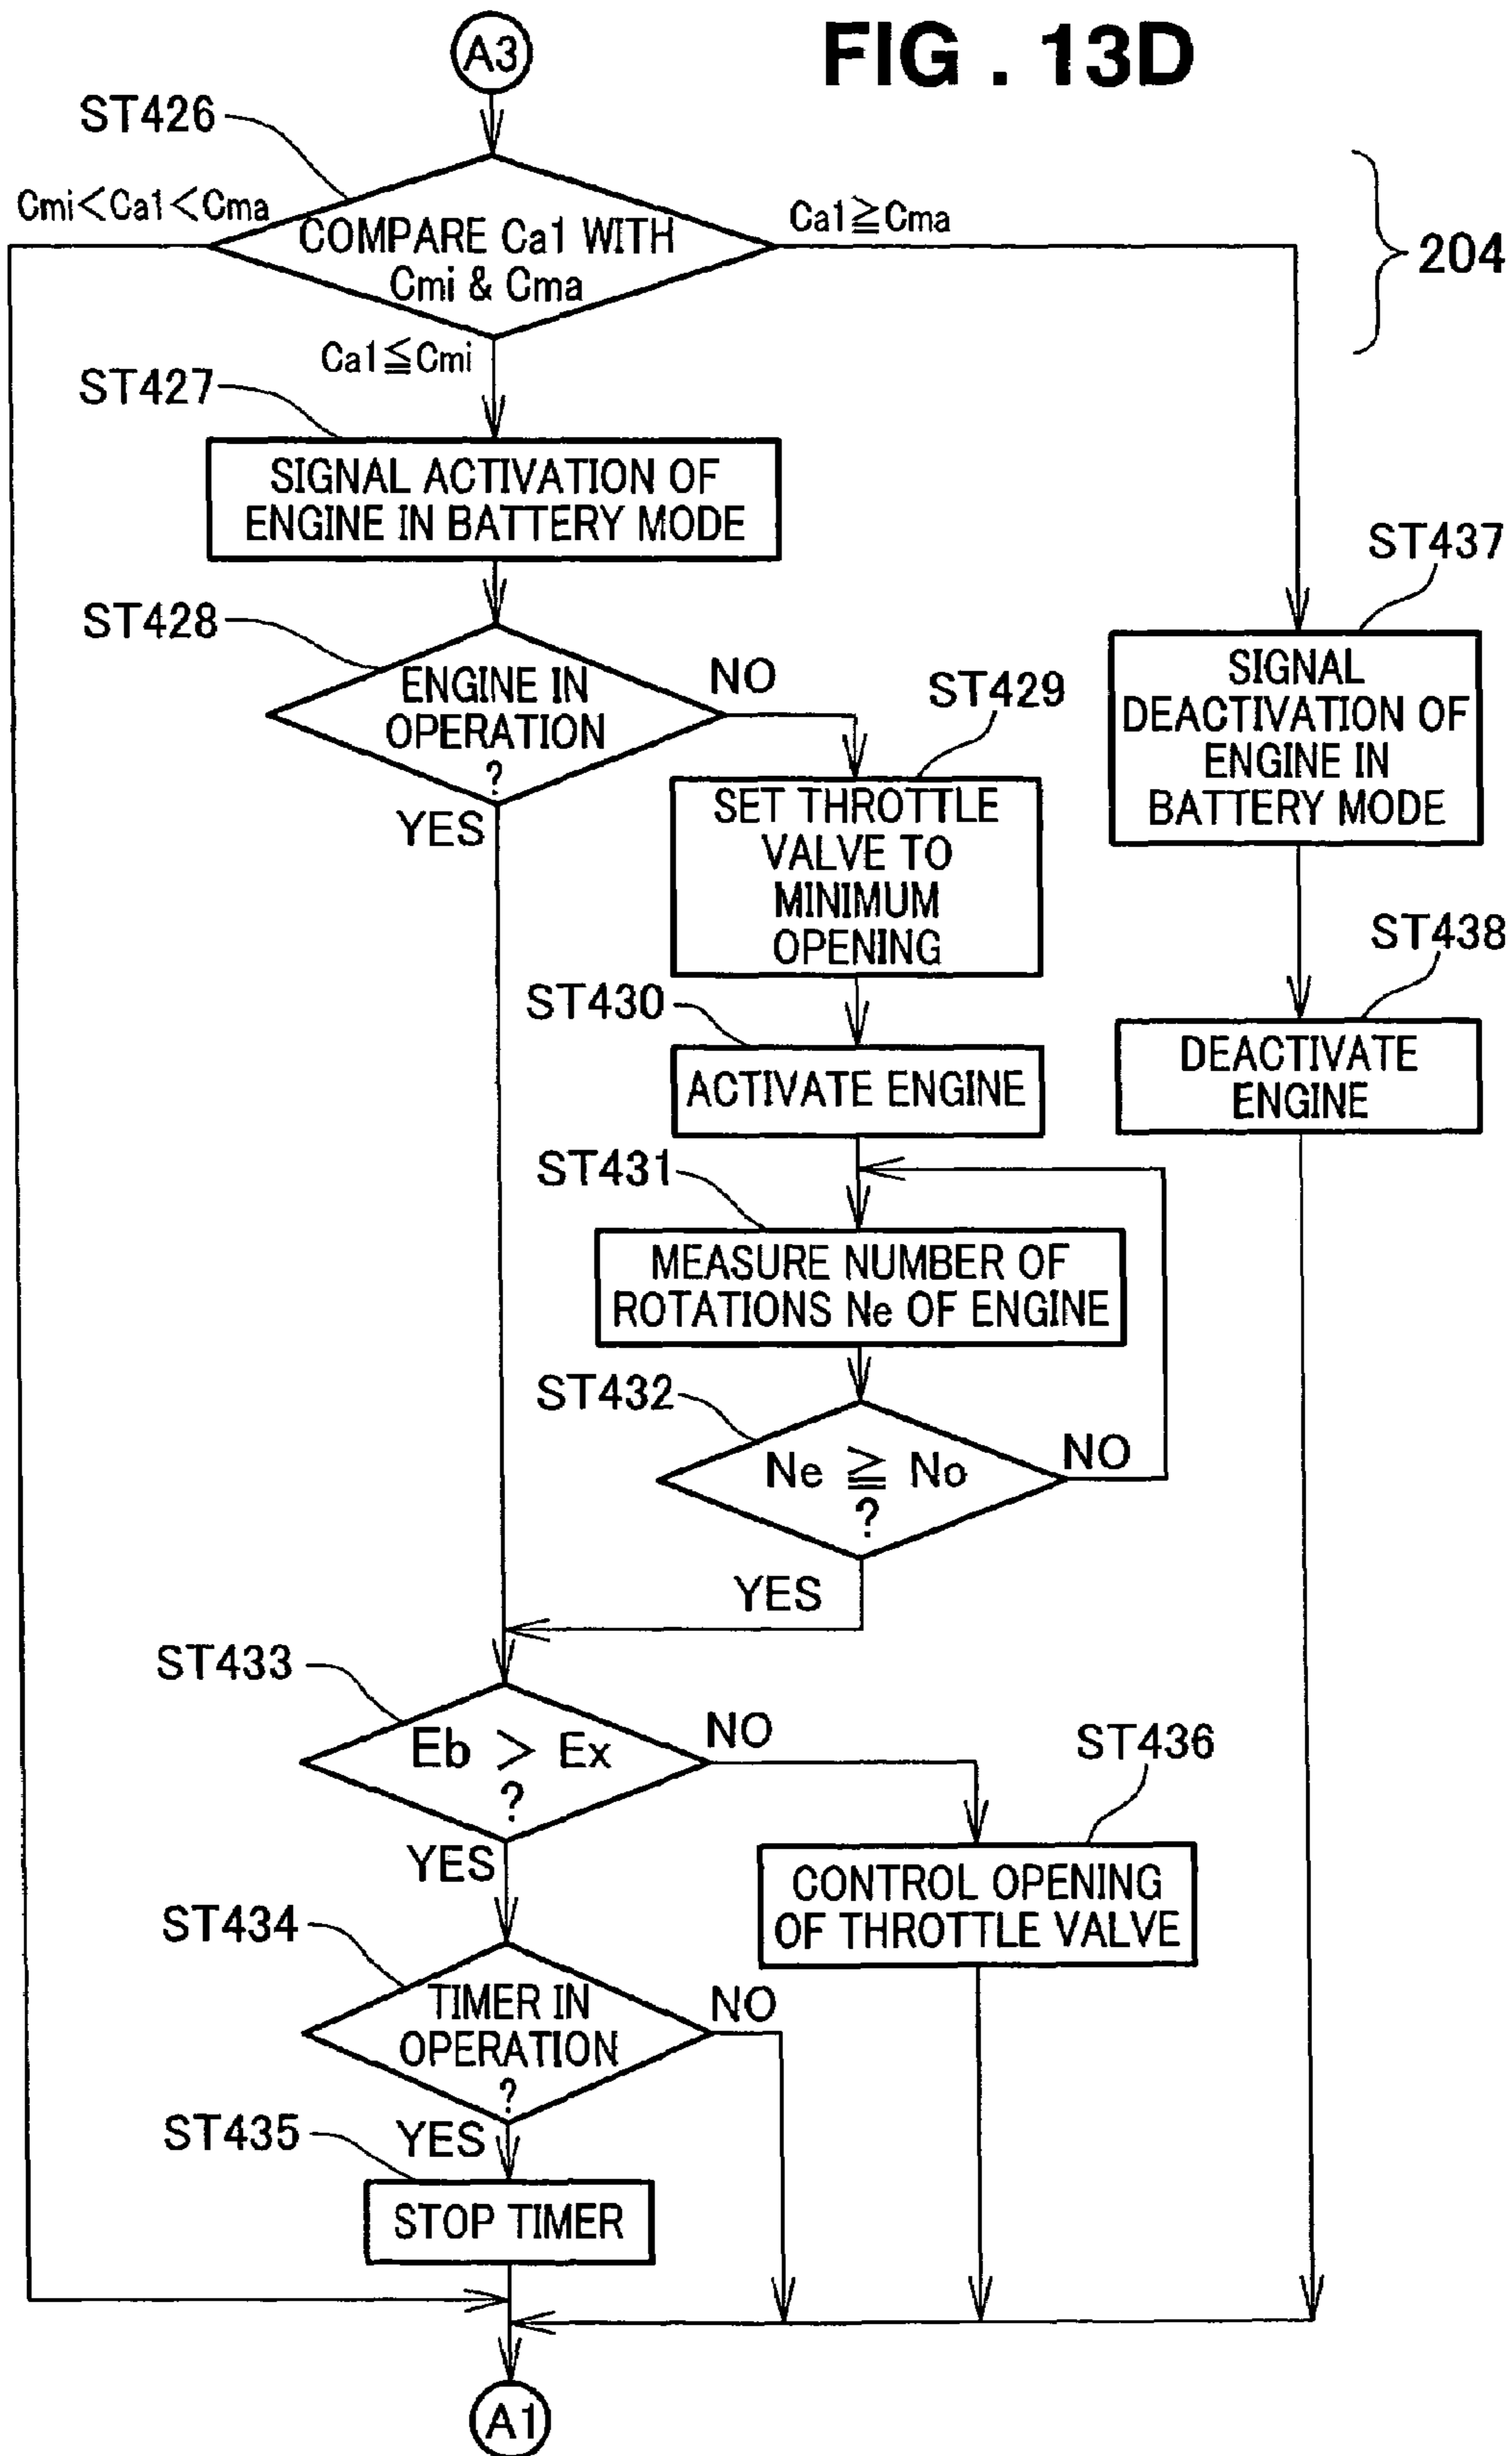 FIG . 13D
A3
ST426
Cmi<Ca1<Cma
COMPARE Ca1 WITH
Cmi & Cma
Ca1≧Cma
204
Ca1≦Cmi
ST427
SIGNAL ACTIVATION OF
ENGINE IN BATTERY MODE
ST428
ENGINE IN
OPERATION
?
NO
YES
ST429
SET THROTTLE
VALVE TO
MINIMUM
OPENING
ST437
SIGNAL
DEACTIVATION OF
ENGINE IN
BATTERY MODE
ST430
ACTIVATE ENGINE
ST438
DEACTIVATE
ENGINE
ST431
MEASURE NUMBER OF
ROTATIONS Ne OF ENGINE
ST432
Ne ≧ No
?
NO
YES
ST433
Eb > Ex
?
NO
YES
ST436
CONTROL OPENING
OF THROTTLE VALVE
ST434
TIMER IN
OPERATION
?
NO
YES
ST435
STOP TIMER
A1